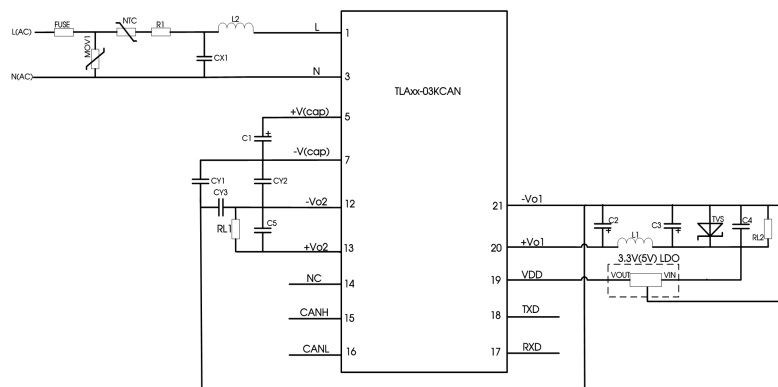 L(AC)
FUSE
NTC
R1
L2
L
1
MOV1
CX1
N(AC)
N
3
TLAxx-03KCAN
+V(cap)
5
C1
-V(cap)
7
CY1
CY2
CY3
-Vo2
12
RL1
C5
+Vo2
13
NC
14
CANH
15
CANL
16
21
-Vo1
C2
C3
TVS
C4
RL2
20
+Vo1
L1
3.3V(5V) LDO
19
VDD
VOUT
VIN
18
TXD
17
RXD